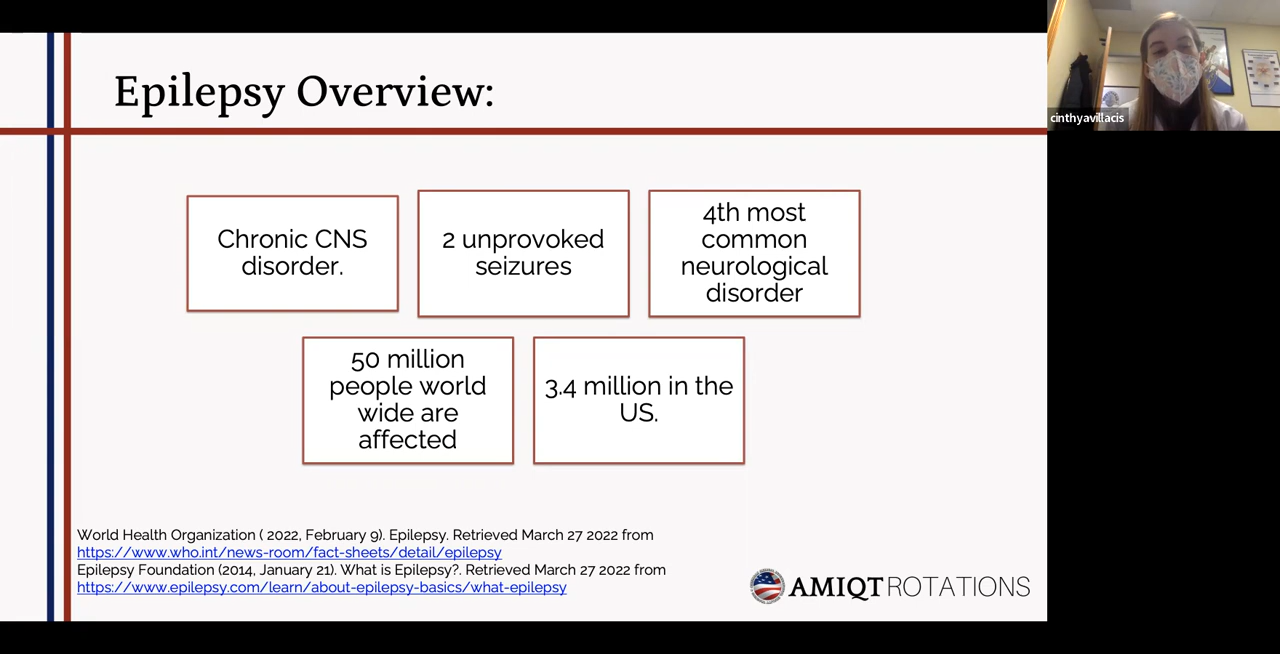 Epilepsy Overview:
cinthyavillacis
Chronic CNS
disorder.
2 unprovoked
seizures
4th most
common
neurological
disorder
50 million
people world
wide are
affected
3.4 million in the
US.
World Health Organization ( 2022, February 9). Epilepsy. Retrieved March 27 2022 from
https://www.who.int/news-room/fact-sheets/detail/epilepsy
Epilepsy Foundation (2014, January 21). What is Epilepsy?. Retrieved March 27 2022 from
https://www.epilepsy.com/learn/about-epilepsy-basics/what-epilepsy
AMIQTROTATIONS